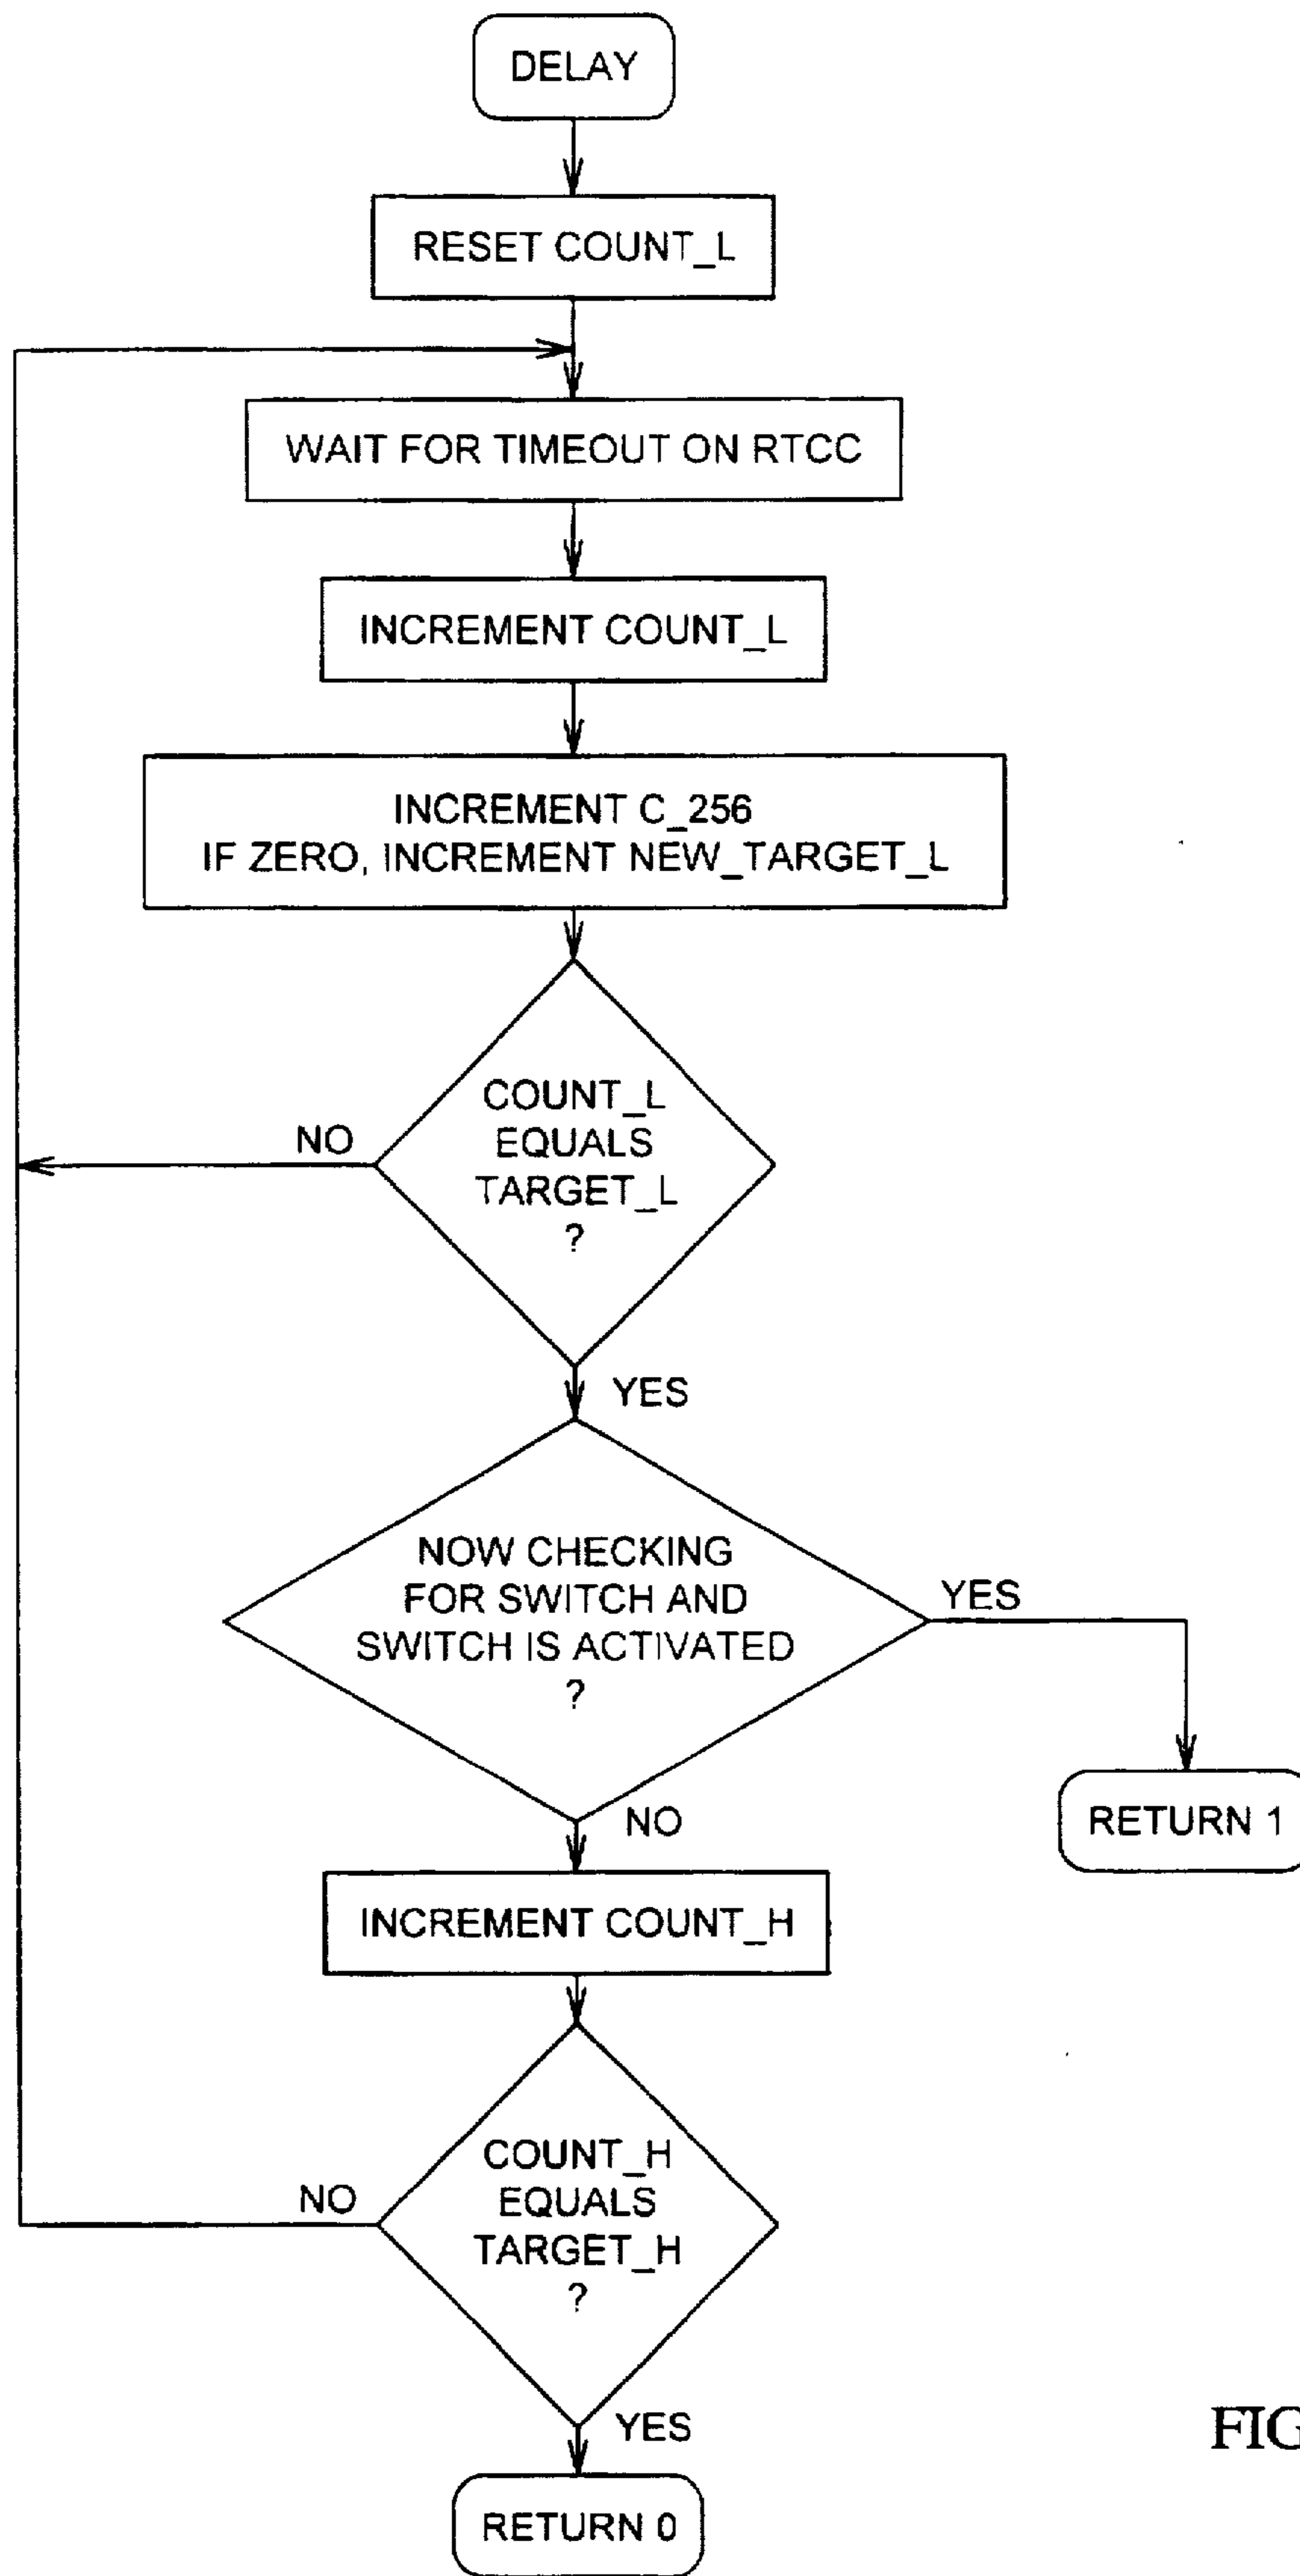 DELAY
RESET COUNT_L
WAIT FOR TIMEOUT ON RTCC
INCREMENT COUNT_L
INCREMENT C_256
IF ZERO, INCREMENT NEW_TARGET_L
COUNT_L
EQUALS
TARGET_L
?
NO
YES
NOW CHECKING
FOR SWITCH AND
SWITCH IS ACTIVATED
?
YES
RETURN 1
NO
INCREMENT COUNT_H
COUNT_H
EQUALS
TARGET_H
?
NO
YES
RETURN 0
FIG